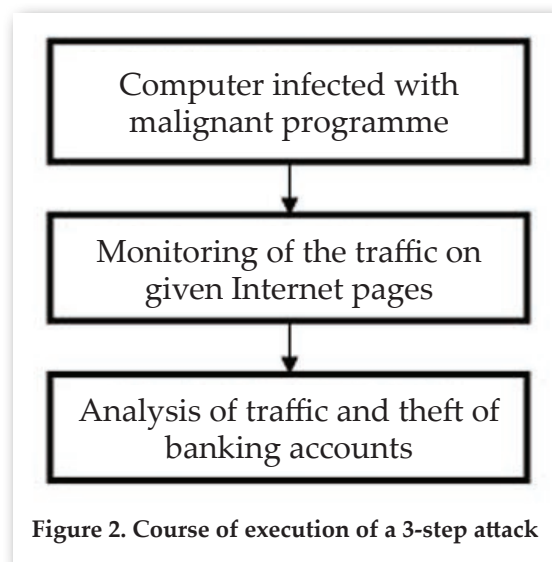 Computer infected with
malignant programme
Monitoring of the traffic on
given Internet pages
Analysis of traffic and theft of
banking accounts
Figure 2. Course of execution of a 3-step attack